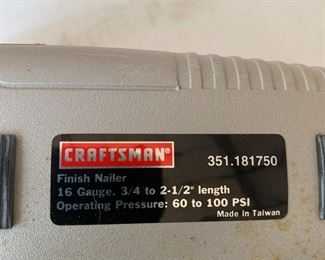 CRAFTSMAN® 351.181750
Finish Nailer
16 Gauge, 3/4 to 2-1/2" length
Operating Pressure: 60 to 100 PSI
Made in Taiwan